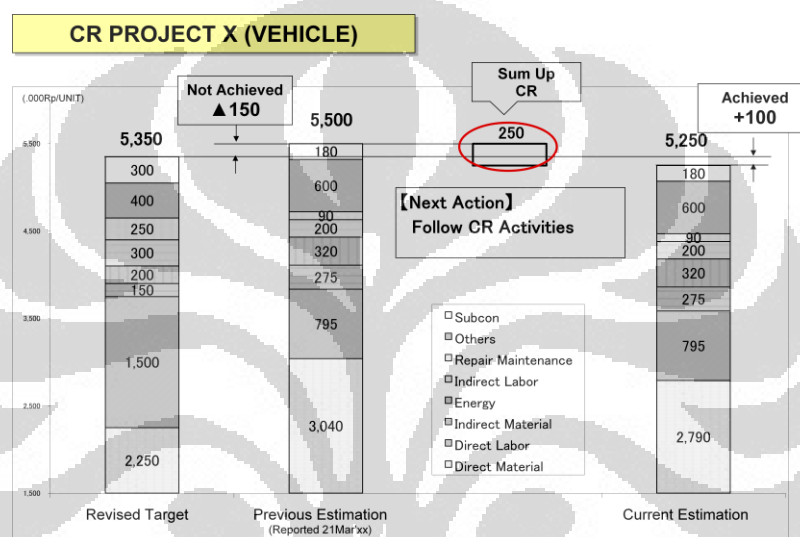 CR PROJECT X (VEHICLE)
(.000Rp/UNIT)
Not Achieved
▲150
Sum Up
CR
Achieved
+100
5,350
5,500
250
5,250
5,500
4,500
3,500
2,500
1,500
300
400
250
300
200
150
1,500
2,250
180
600
90
200
320
275
795
3,040
【Next Action】
Follow CR Activities
Subcon
Others
Repair Maintenance
Indirect Labor
Energy
Indirect Material
Direct Labor
Direct Material
180
600
90
200
320
275
795
2,790
Revised Target
Previous Estimation
(Reported 21Mar'xx)
Current Estimation